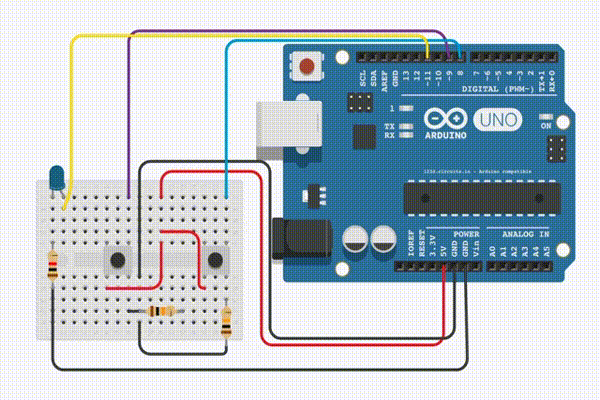 SCL
SDA
AREF
GND
13
12
~11
~10
~9
8
7
~6
~5
4
~3
2
TX→1
RX←0
DIGITAL (PWM~)
1
TX
RX
ARDUINO
UNO
ON
123d.circuits.io - Arduino compatible
IOREF
RESET
3.3V
5V
GND
GND
Vin
POWER
A0
A1
A2
A3
A4
A5
ANALOG IN